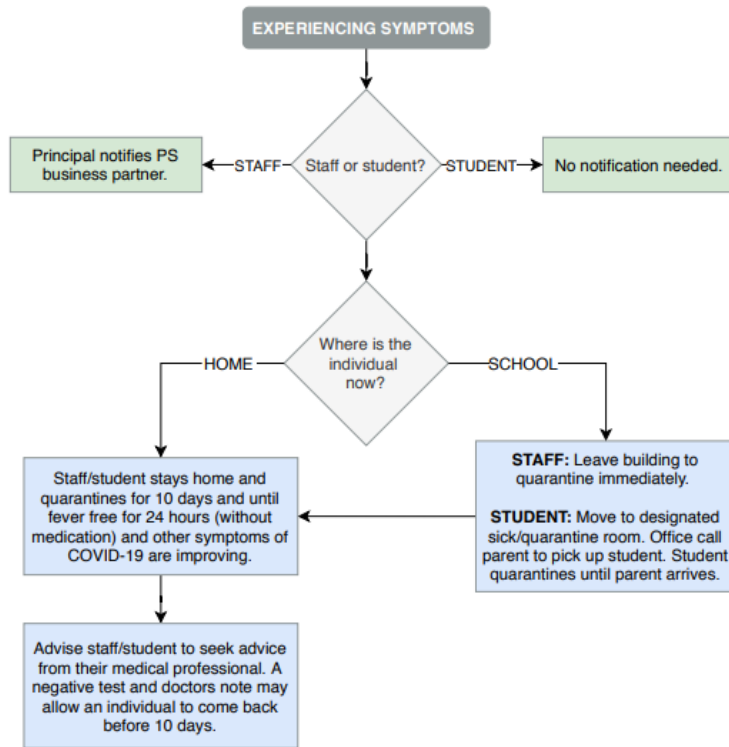 EXPERIENCING SYMPTOMS
Staff or student?
STAFF
STUDENT
Principal notifies PS
business partner.
No notification needed.
Where is the
individual
now?
HOME
SCHOOL
Staff/student stays home and
quarantines for 10 days and until
fever free for 24 hours (without
medication) and other symptoms of
COVID-19 are improving.
STAFF: Leave building to
quarantine immediately.
STUDENT: Move to designated
sick/quarantine room. Office call
parent to pick up student. Student
quarantines until parent arrives.
Advise staff/student to seek advice
from their medical professional. A
negative test and doctors note may
allow an individual to come back
before 10 days.